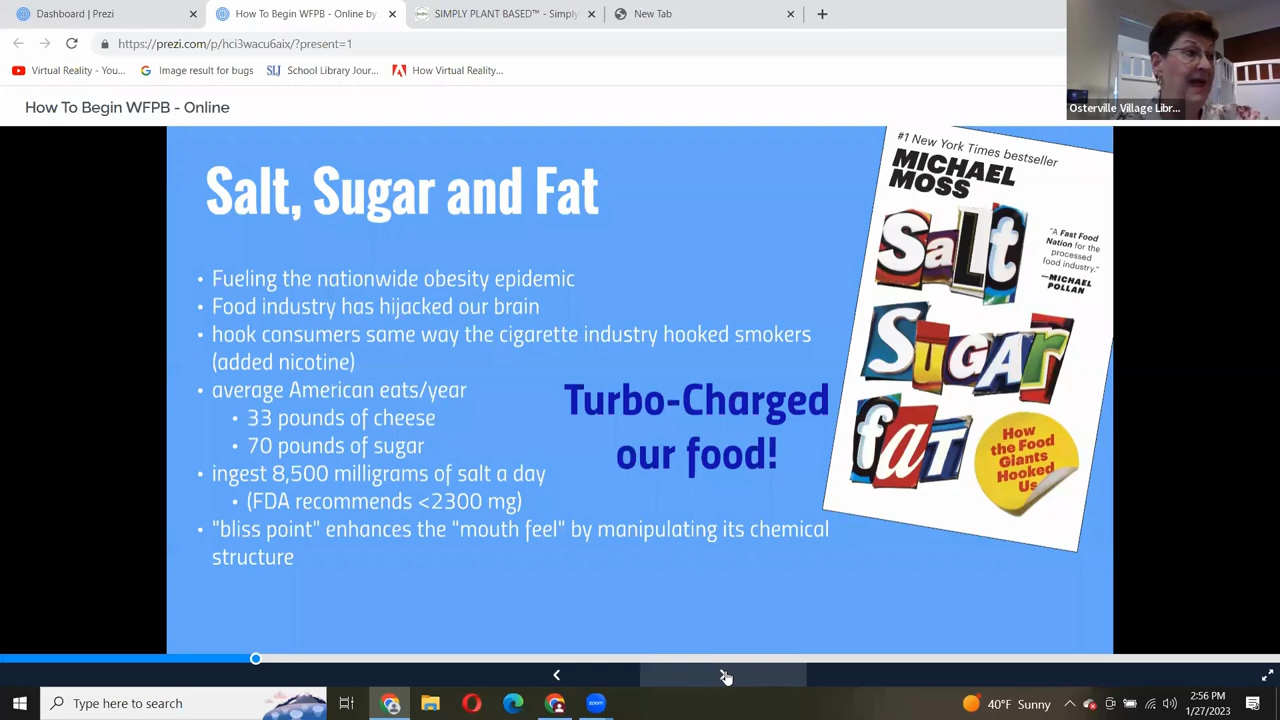 Dashboard | Prezi
How To Begin WFPB - Online by
SIMPLY PLANT BASED™ - Simply
New Tab
https://prezi.com/p/hci3wacu6aix/?present=1
Virtual Reality - You...
Image result for bugs
SLJ
School Library Jour...
How Virtual Reality...
Osterville Village Libr...
How To Begin WFPB - Online
Salt, Sugar and Fat
• Fueling the nationwide obesity epidemic
• Food industry has hijacked our brain
• hook consumers same way the cigarette industry hooked smokers
(added nicotine)
• average American eats/year
• 33 pounds of cheese
• 70 pounds of sugar
• ingest 8,500 milligrams of salt a day
• (FDA recommends <2300 mg)
• "bliss point" enhances the "mouth feel" by manipulating its chemical
structure
Turbo-Charged
our food!
#1 New York Times bestseller
MICHAEL
MOSS
Salt
"A Fast Food
Nation for the
processed
food industry."
—MICHAEL
POLLAN
SUGAR
fAT
How
the Food
Giants
Hooked
Us
Type here to search
zoom
40°F Sunny
2:56 PM
1/27/2023